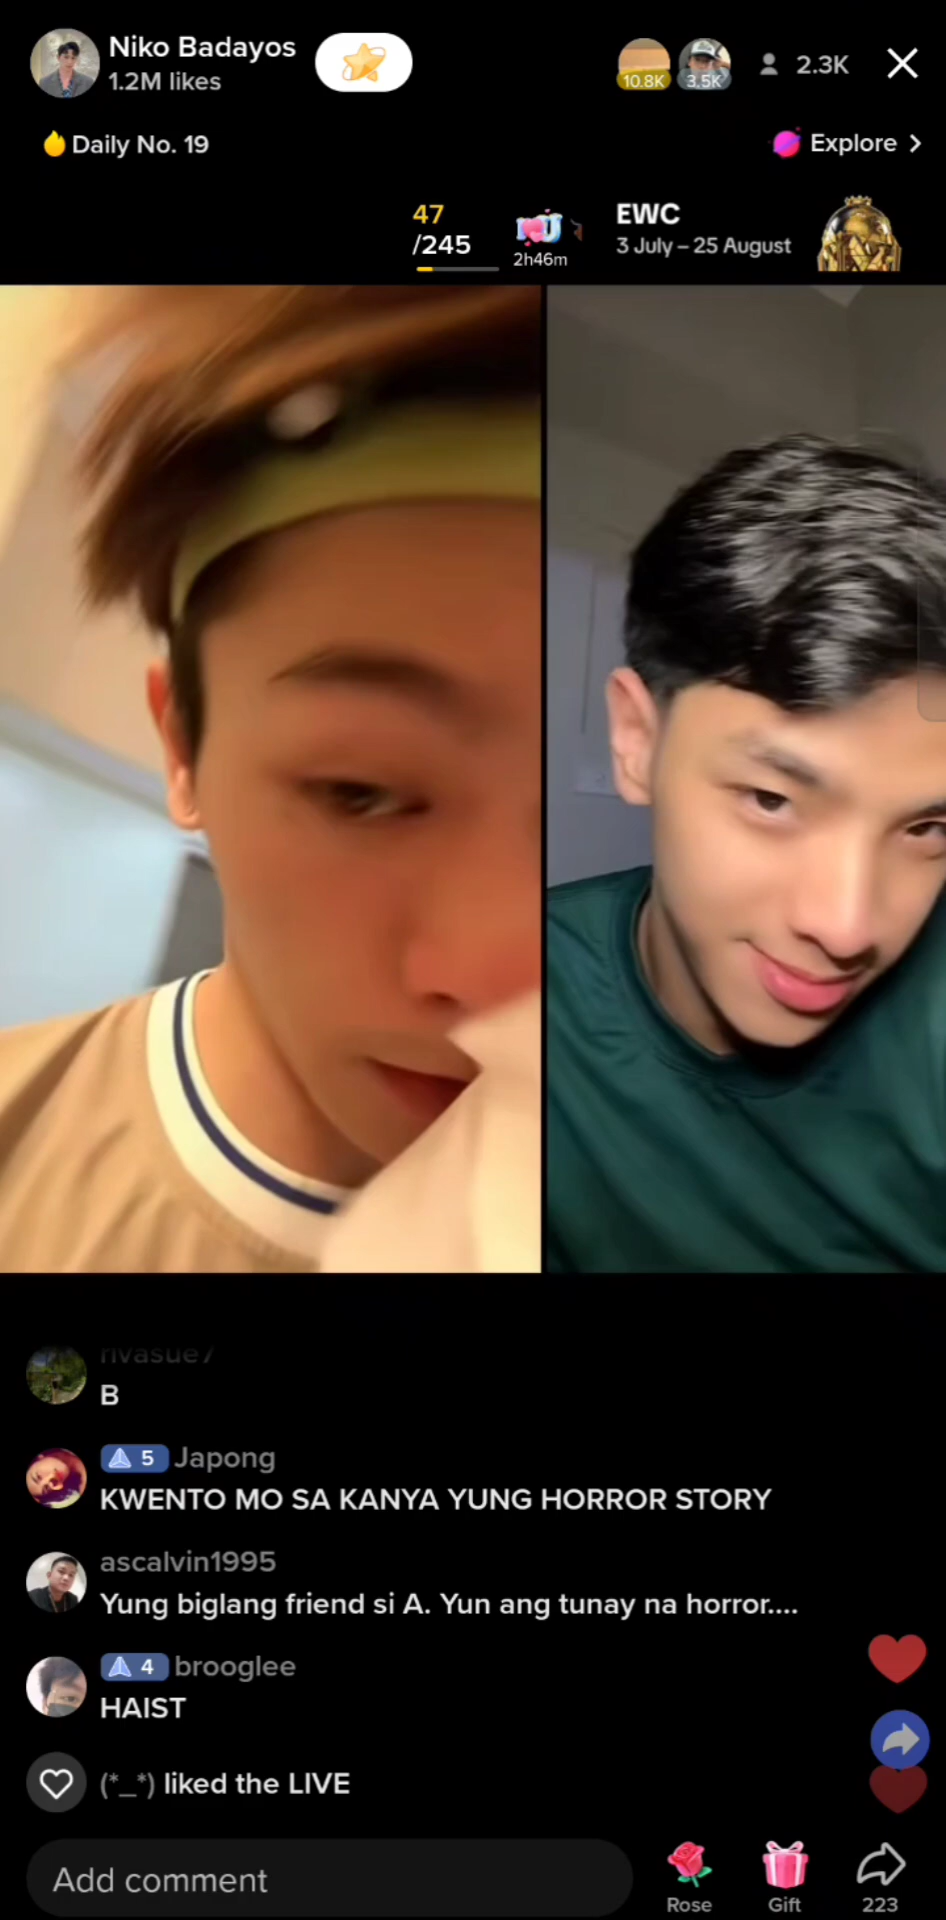 Niko Badayos
1.2M likes
10.8K
3.5K
2.3K
Daily No. 19
Explore
47
/245
2h46m
EWC
3 July – 25 August
rivasue7
B
5 Japong
KWENTO MO SA KANYA YUNG HORROR STORY
ascalvin1995
Yung biglang friend si A. Yun ang tunay na horror....
4 brooglee
HAIST
(*_*) liked the LIVE
Add comment
Rose
Gift
223